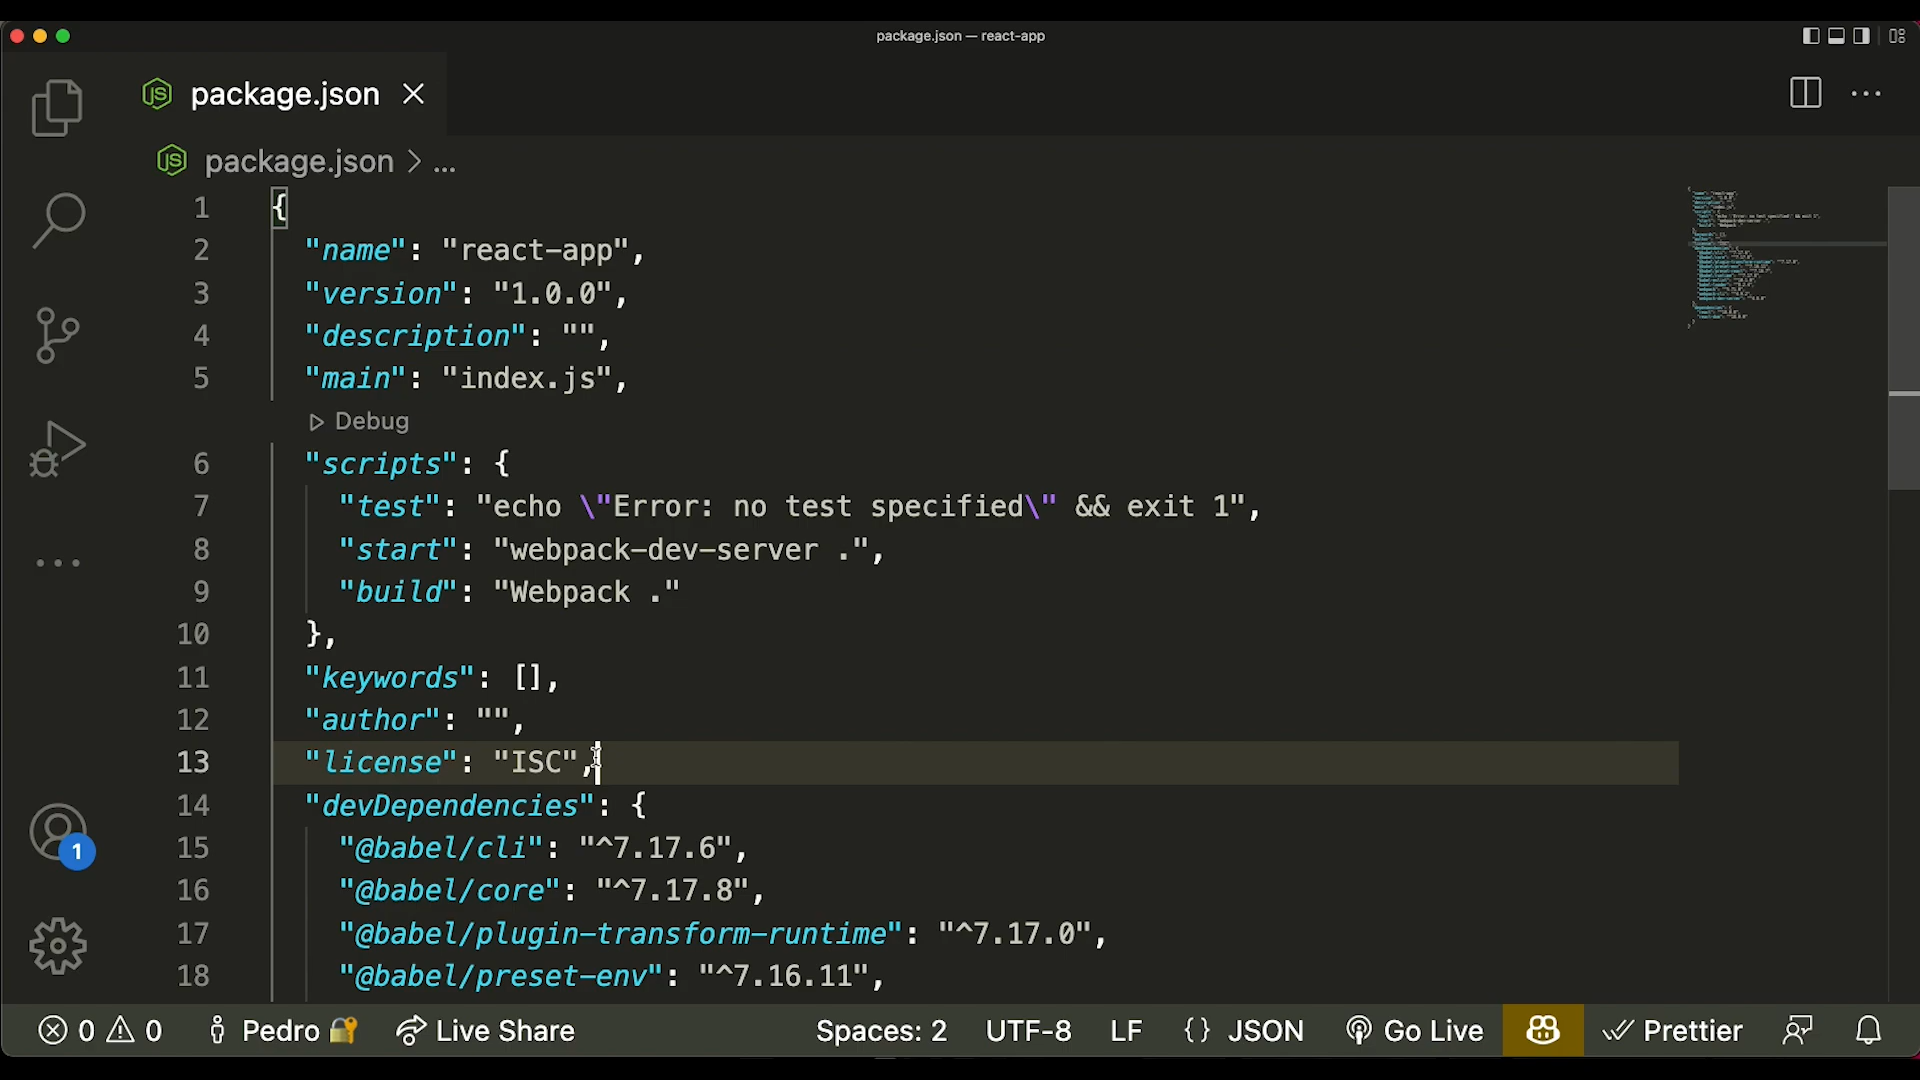 package.json — react-app
package.json
package.json > ...
1 {
2 "name": "react-app",
3 "version": "1.0.0",
4 "description": "",
5 "main": "index.js",
Debug
6 "scripts": {
7 "test": "echo \"Error: no test specified\" && exit 1",
8 "start": "webpack-dev-server .",
9 "build": "Webpack ."
10 },
11 "keywords": [],
12 "author": "",
13 "license": "ISC",
14 "devDependencies": {
15 "@babel/cli": "^7.17.6",
16 "@babel/core": "^7.17.8",
17 "@babel/plugin-transform-runtime": "^7.17.0",
18 "@babel/preset-env": "^7.16.11",
1
0 0 Pedro Live Share Spaces: 2 UTF-8 LF {} JSON Go Live Prettier